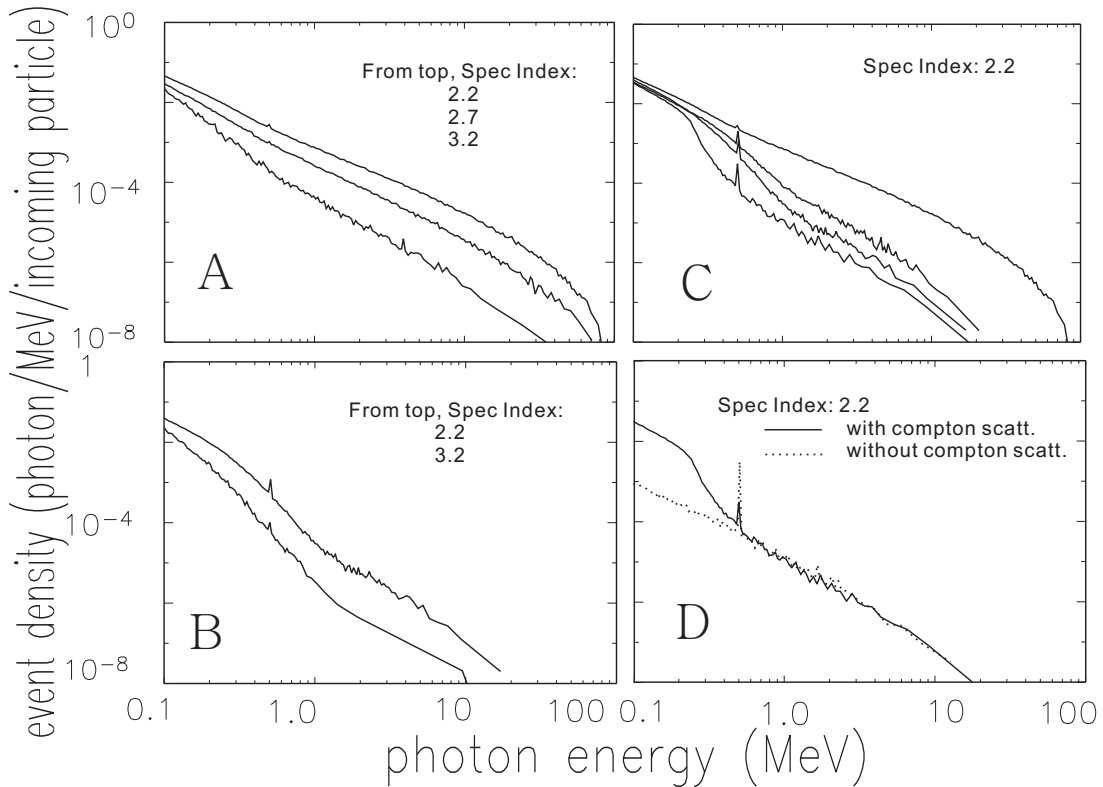 event density (photon/MeV/incoming particle)
10^0
10^-4
10^-8
From top, Spec Index:
2.2
2.7
3.2
A
Spec Index: 2.2
C
1
10^-4
10^-8
From top, Spec Index:
2.2
3.2
B
Spec Index: 2.2
with compton scatt.
without compton scatt.
D
0.1 1.0 10 100 0.1 1.0 10 100
photon energy (MeV)